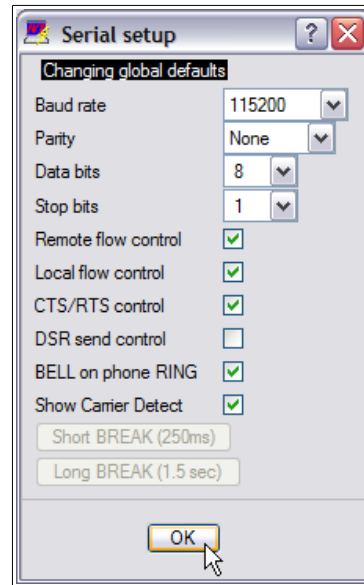 Serial setup
Changing global defaults
Baud rate 115200
Parity None
Data bits 8
Stop bits 1
Remote flow control
Local flow control
CTS/RTS control
DSR send control
BELL on phone RING
Show Carrier Detect
Short BREAK (250ms)
Long BREAK (1.5 sec)
OK